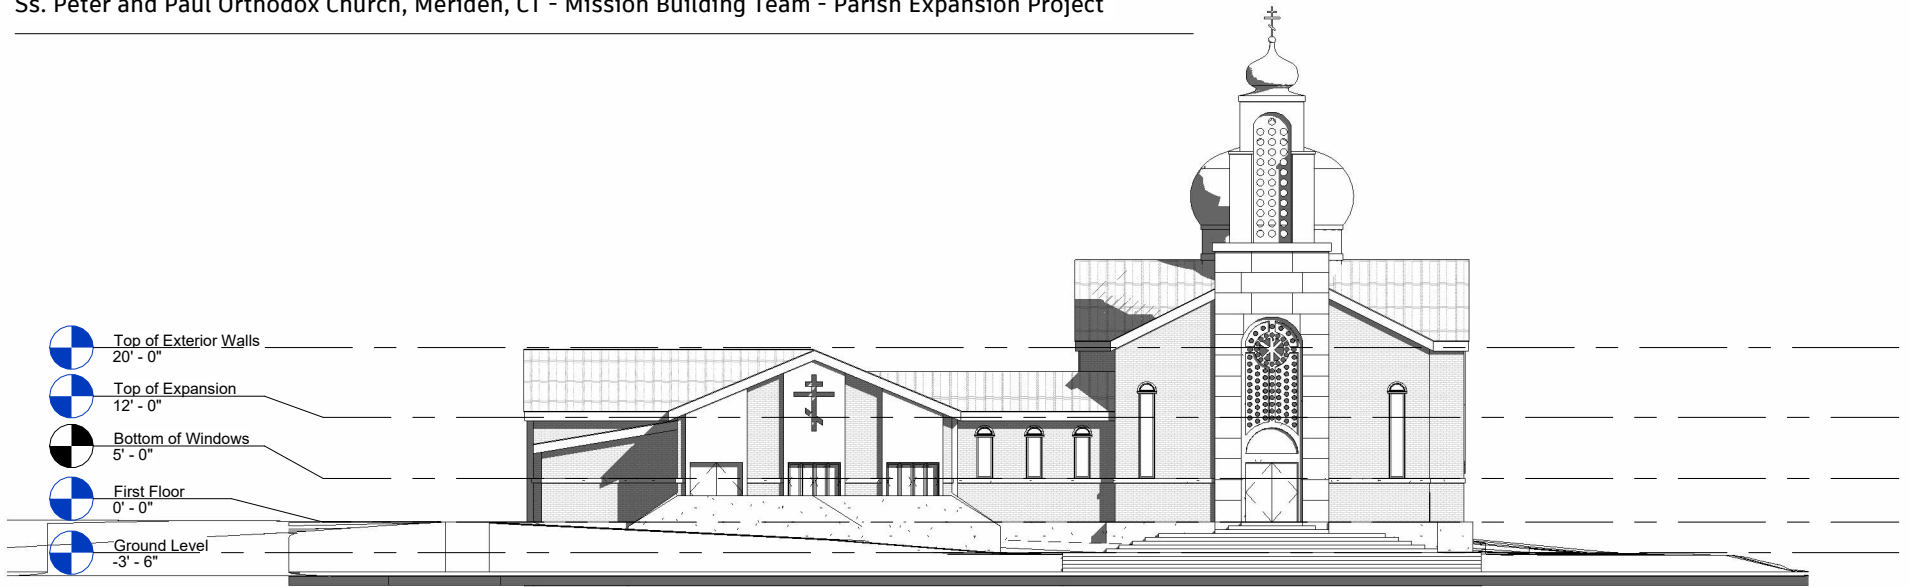 Ss. Peter and Paul Orthodox Church, Meriden, CT - Mission Building Team - Parish Expansion Project
Top of Exterior Walls
20' - 0"
Top of Expansion
12' - 0"
Bottom of Windows
5' - 0"
First Floor
0' - 0"
Ground Level
-3' - 6"